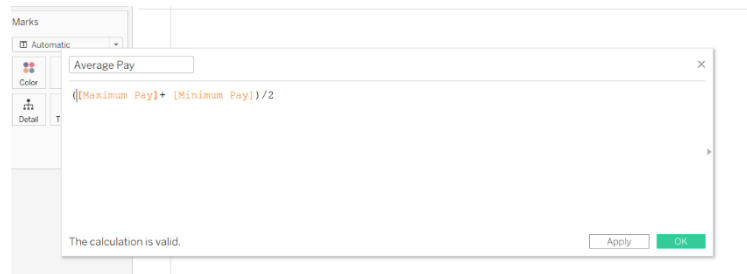 Marks
Automatic
Average Pay
([Maximum Pay]+ [Minimum Pay])/2
Color
Detail
T
The calculation is valid.
Apply
OK